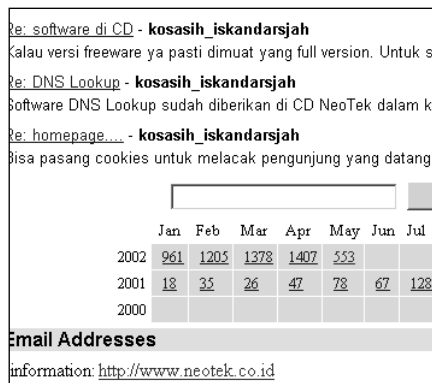 Re: software di CD - kosasih_iskandarsjah
Kalau versi freeware ya pasti dimuat yang full version. Untuk s
Re: DNS Lookup - kosasih_iskandarsjah
Software DNS Lookup sudah diberikan di CD NeoTek dalam k
Re: homepage.... - kosasih_iskandarsjah
Bisa pasang cookies untuk melacak pengunjung yang datang
Jan Feb Mar Apr May Jun Jul
2002 961 1205 1378 1407 553
2001 18 35 26 47 78 67 128
2000
Email Addresses
information: http://www.neotek.co.id